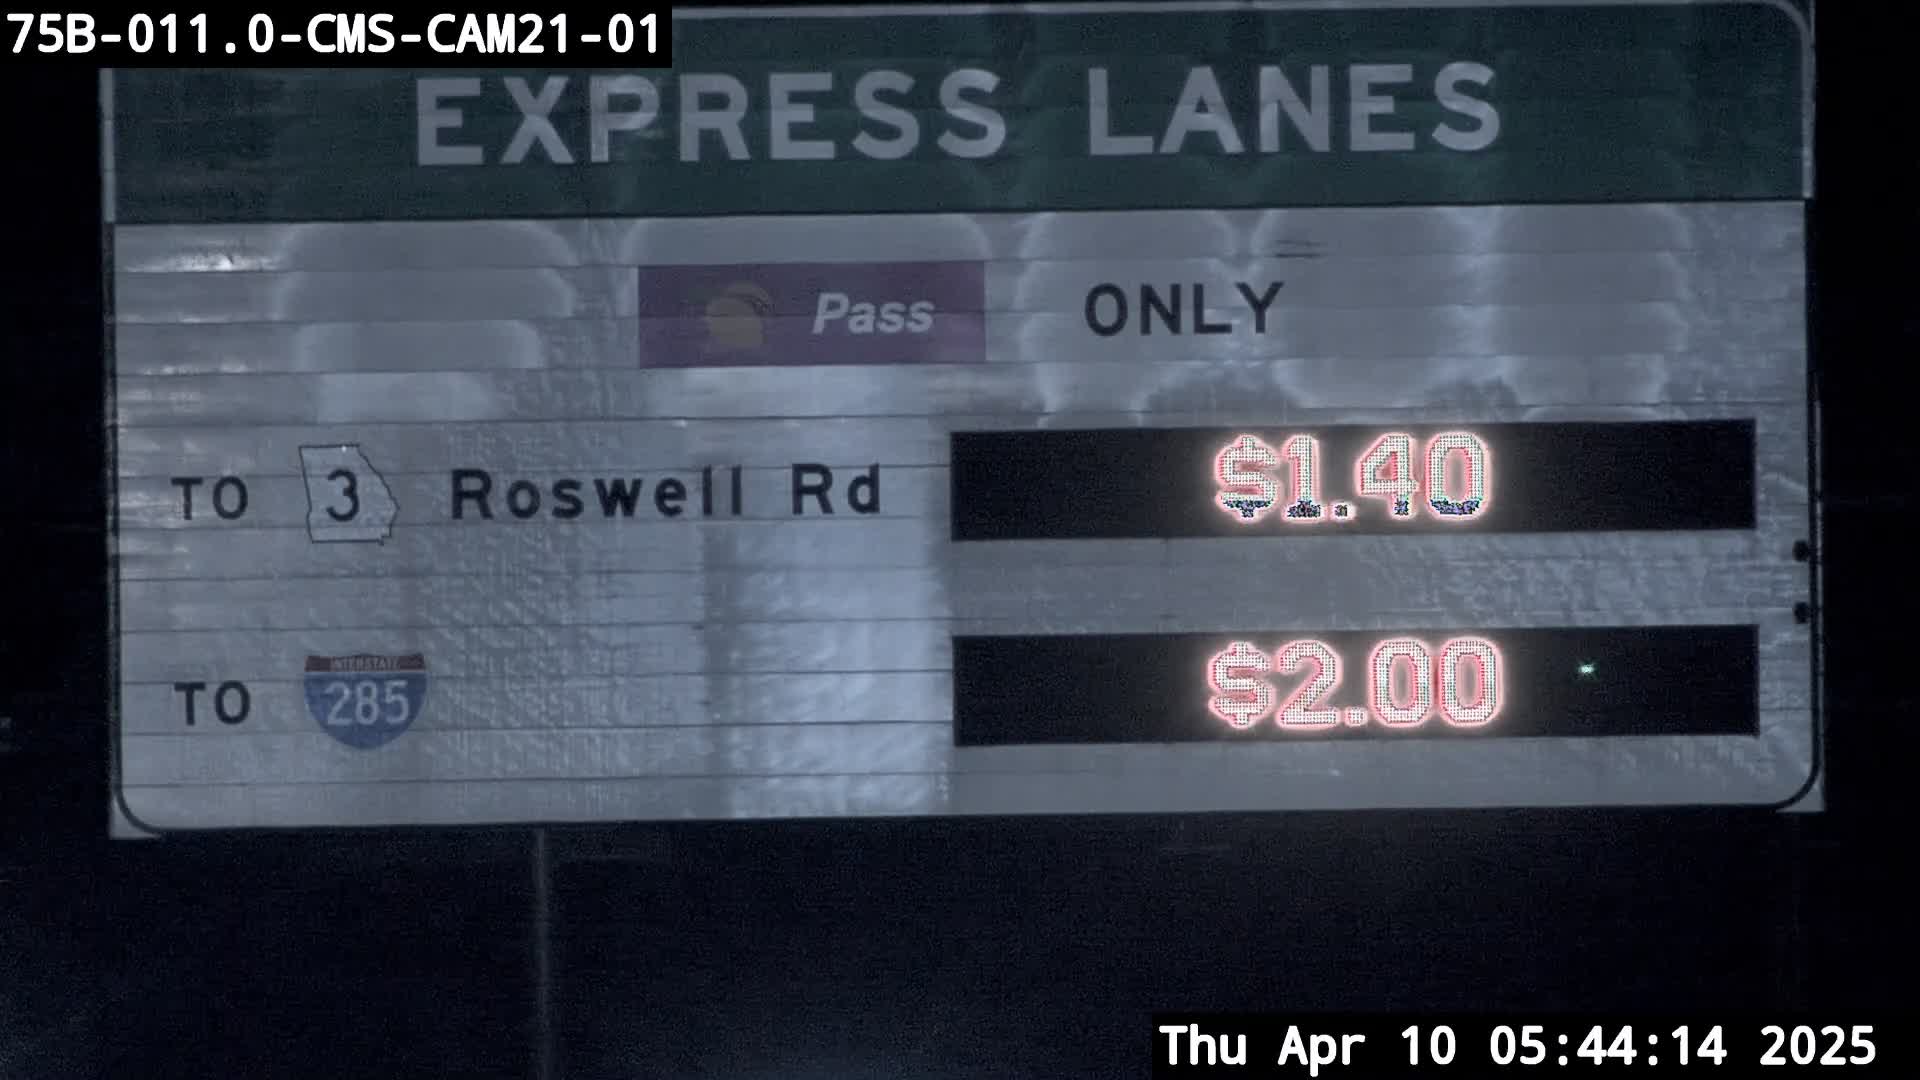 75B-011.0-CMS-CAM21-01
EXPRESS LANES
Pass ONLY
TO 3 Roswell Rd $1.40
INTERSTATE
TO 285 $2.00
Thu Apr 10 05:44:14 2025